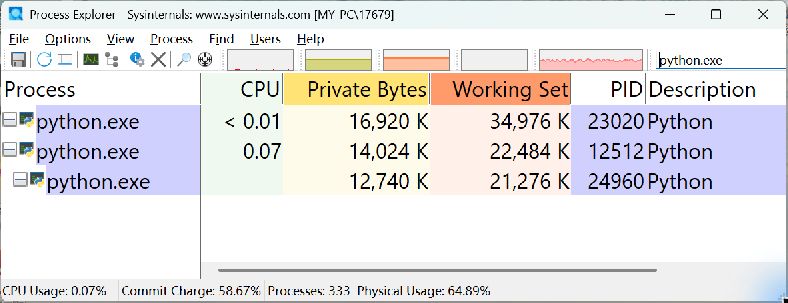 Process Explorer - Sysinternals: www.sysinternals.com [MY-PC\17679]
File Options View Process Find Users Help
python.exe
Process CPU Private Bytes Working Set PID Description
python.exe < 0.01 16,920 K 34,976 K 23020 Python
python.exe 0.07 14,024 K 22,484 K 12512 Python
python.exe 12,740 K 21,276 K 24960 Python
CPU Usage: 0.07% Commit Charge: 58.67% Processes: 333 Physical Usage: 64.89%